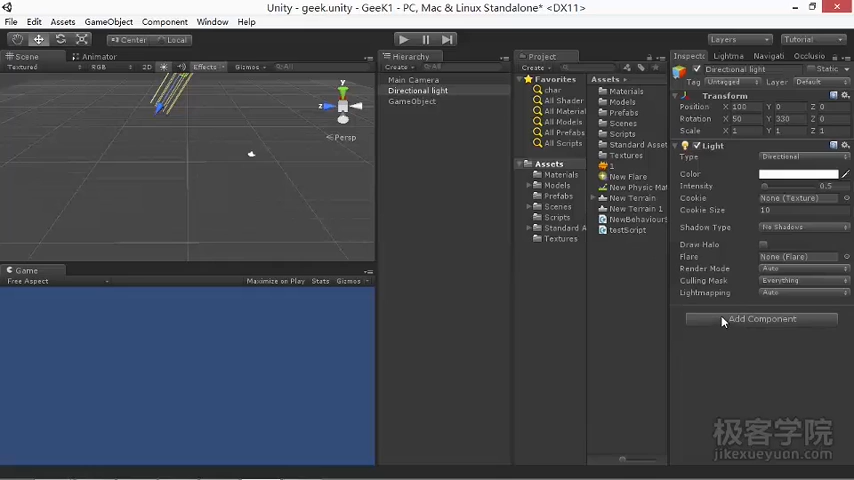 Unity - geek.unity - GeeK1 - PC, Mac & Linux Standalone* <DX11>
File Edit Assets GameObject Component Window Help
Center Local Layers Tutorial
Scene Animator
Textured RGB 2D Effects Gizmos All
y
z
Persp
Game
Free Aspect Maximize on Play Stats Gizmos
Hierarchy
Create All
Main Camera
Directional light
GameObject
Project
Create
Favorites
char
All Shader
All Material
All Models
All Prefabs
All Scripts
Assets
Materials
Models
Prefabs
Scenes
Scripts
Standard A
Textures
Assets
Materials
Models
Prefabs
Scenes
Scripts
Standard Asset
Textures
1
New Flare
New Physic Mat
New Terrain
New Terrain 1
NewBehaviourS
testScript
Inspect Lightma Navigati Occlusio
Directional light Static
Tag Untagged Layer Default
Transform
Position X 100 Y 0 Z 0
Rotation X 50 Y 330 Z 0
Scale X 1 Y 1 Z 1
Light
Type Directional
Color
Intensity 0.5
Cookie None (Texture)
Cookie Size 10
Shadow Type No Shadows
Draw Halo
Flare None (Flare)
Render Mode Auto
Culling Mask Everything
Lightmapping Auto
Add Component
极客学院
jikexueyuan.com